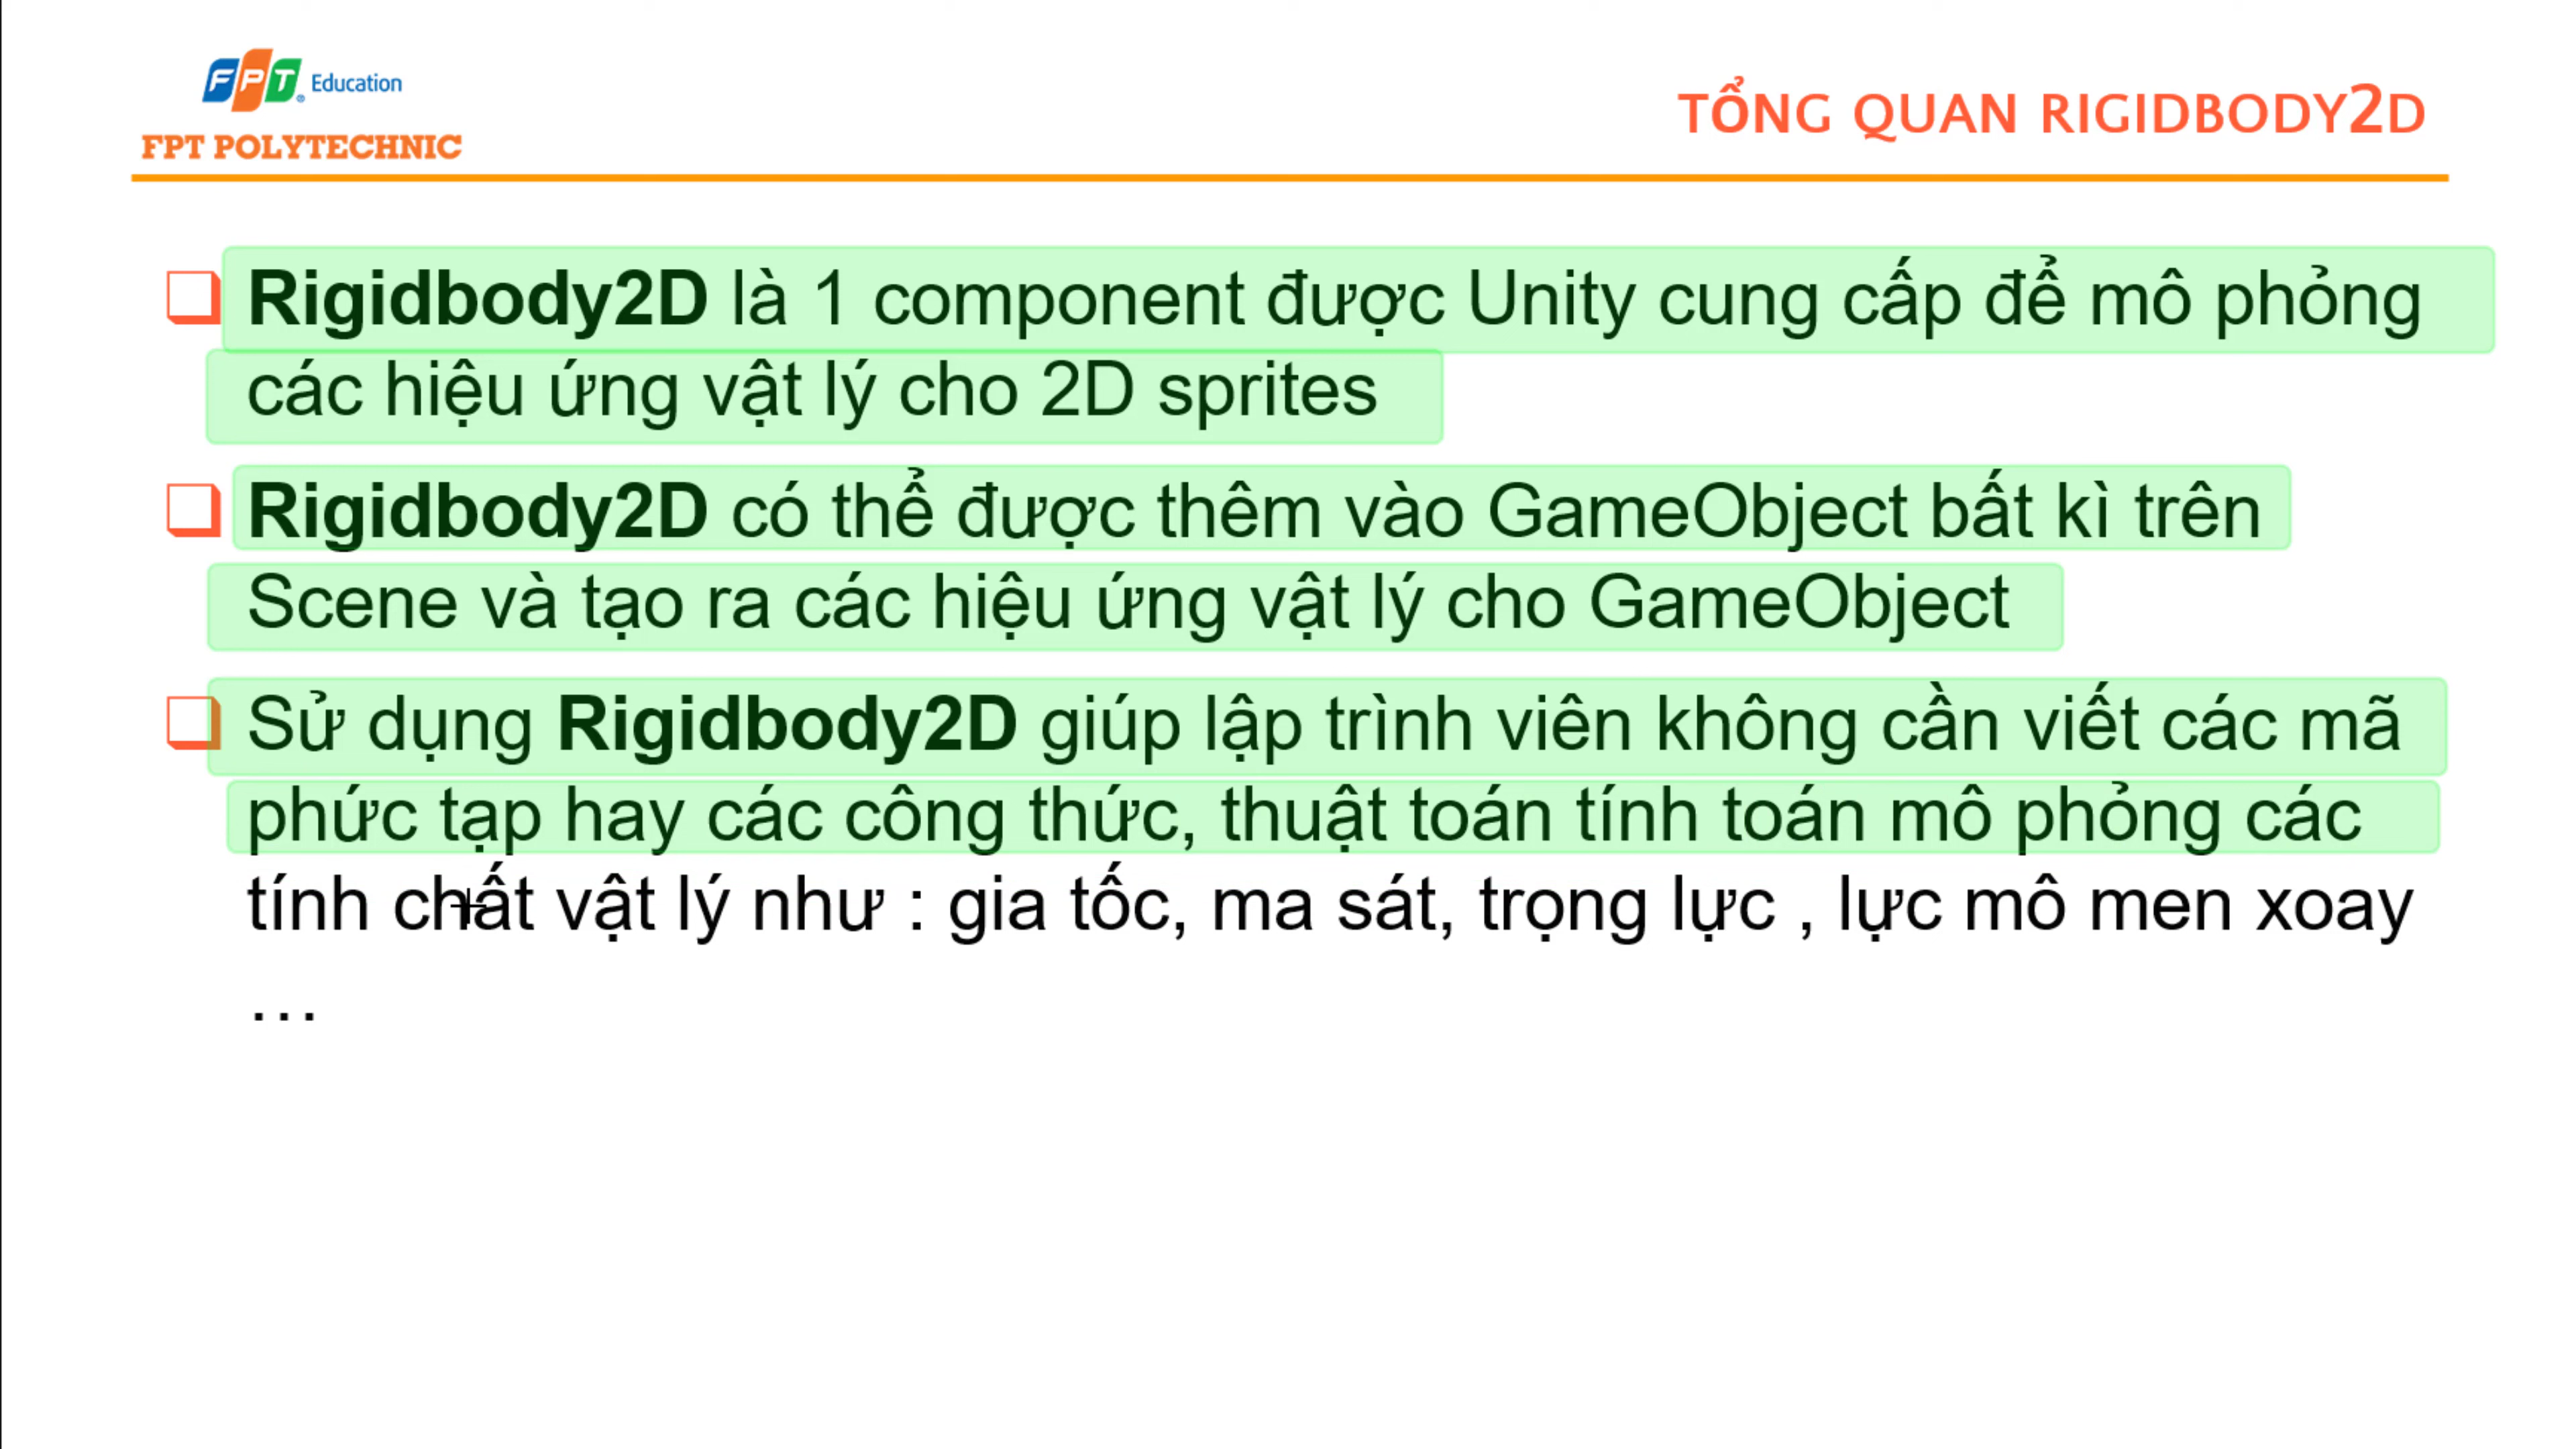 FPT Education
FPT POLYTECHNIC
TỔNG QUAN RIGIDBODY2D
Rigidbody2D là 1 component được Unity cung cấp để mô phỏng
các hiệu ứng vật lý cho 2D sprites
Rigidbody2D có thể được thêm vào GameObject bất kì trên
Scene và tạo ra các hiệu ứng vật lý cho GameObject
Sử dụng Rigidbody2D giúp lập trình viên không cần viết các mã
phức tạp hay các công thức, thuật toán tính toán mô phỏng các
tính chất vật lý như : gia tốc, ma sát, trọng lực , lực mô men xoay
…